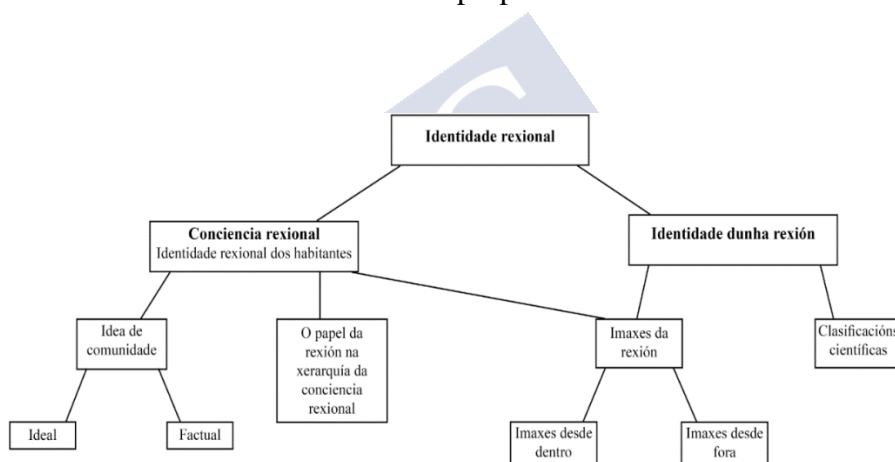 Identidade rexional
Conciencia rexional
Identidade rexional dos habitantes
Identidade dunha rexión
Idea de
comunidade
O papel da
rexión na
xerarquía da
conciencia
rexional
Imaxes da
rexión
Clasificacións
científicas
Ideal
Factual
Imaxes desde
dentro
Imaxes desde
fora